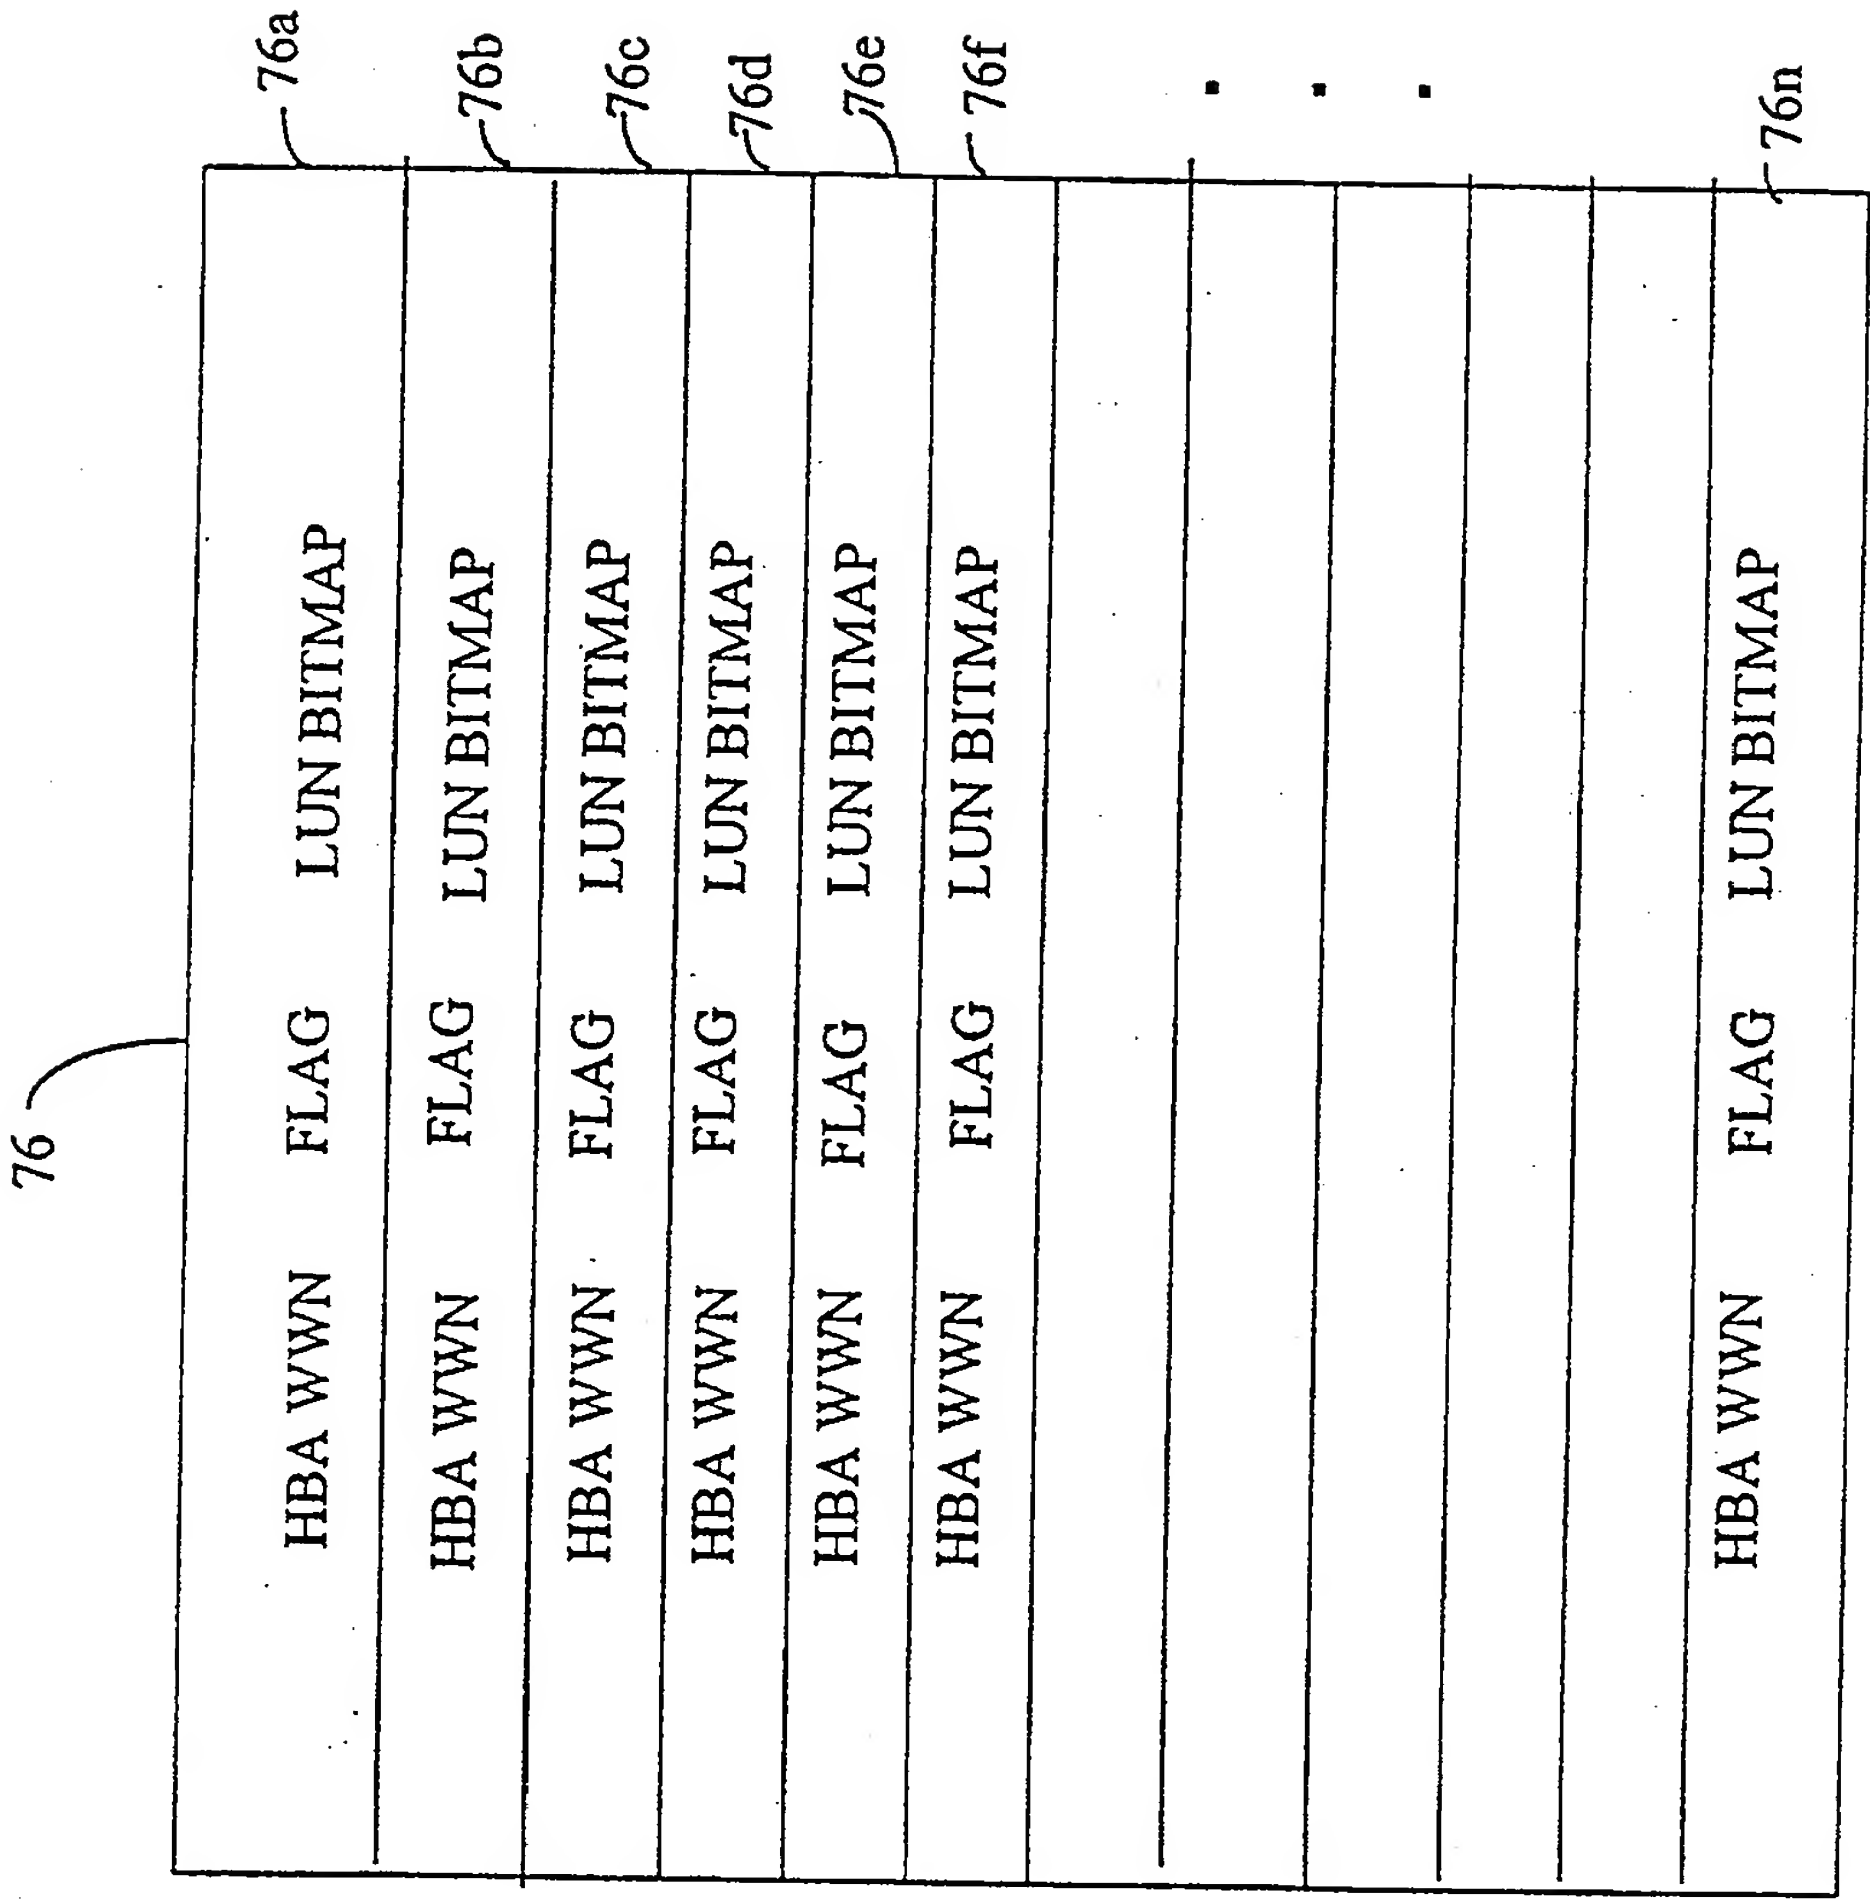 76
HBA WWN FLAG LUN BITMAP 76a
HBA WWN FLAG LUN BITMAP 76b
HBA WWN FLAG LUN BITMAP 76c
HBA WWN FLAG LUN BITMAP 76d
HBA WWN FLAG LUN BITMAP 76e
HBA WWN FLAG LUN BITMAP 76f
HBA WWN FLAG LUN BITMAP 76n